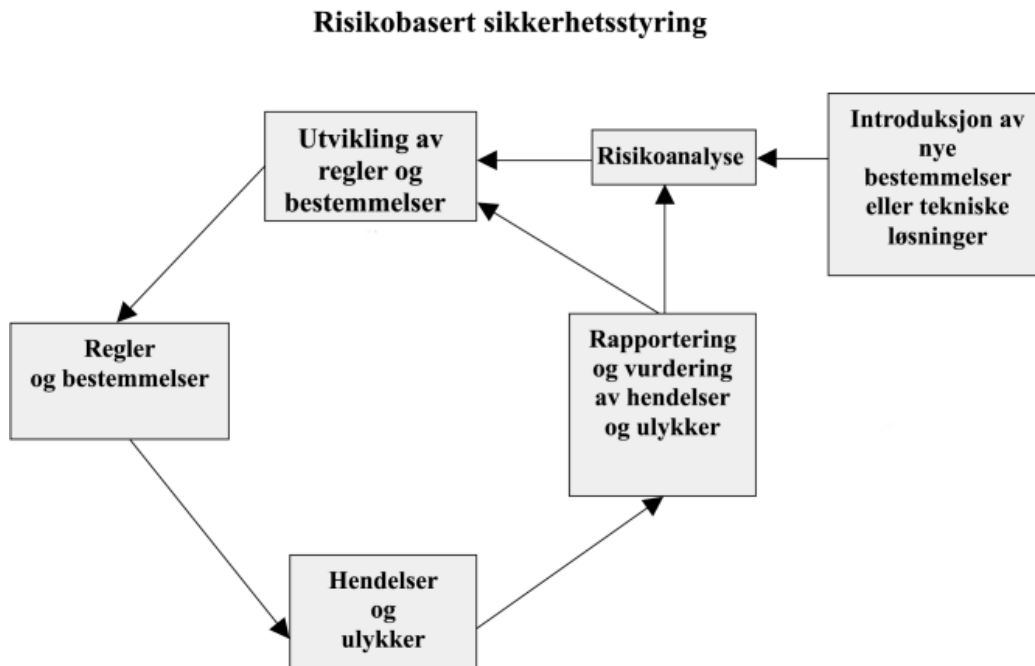 Risikobasert sikkerhetsstyring
Utvikling av
regler og
bestemmelser
Risikoanalyse
Introduksjon av
nye
bestemmelser
eller tekniske
løsninger
Regler
og bestemmelser
Rapportering
og vurdering
av hendelser
og ulykker
Hendelser
og
ulykker